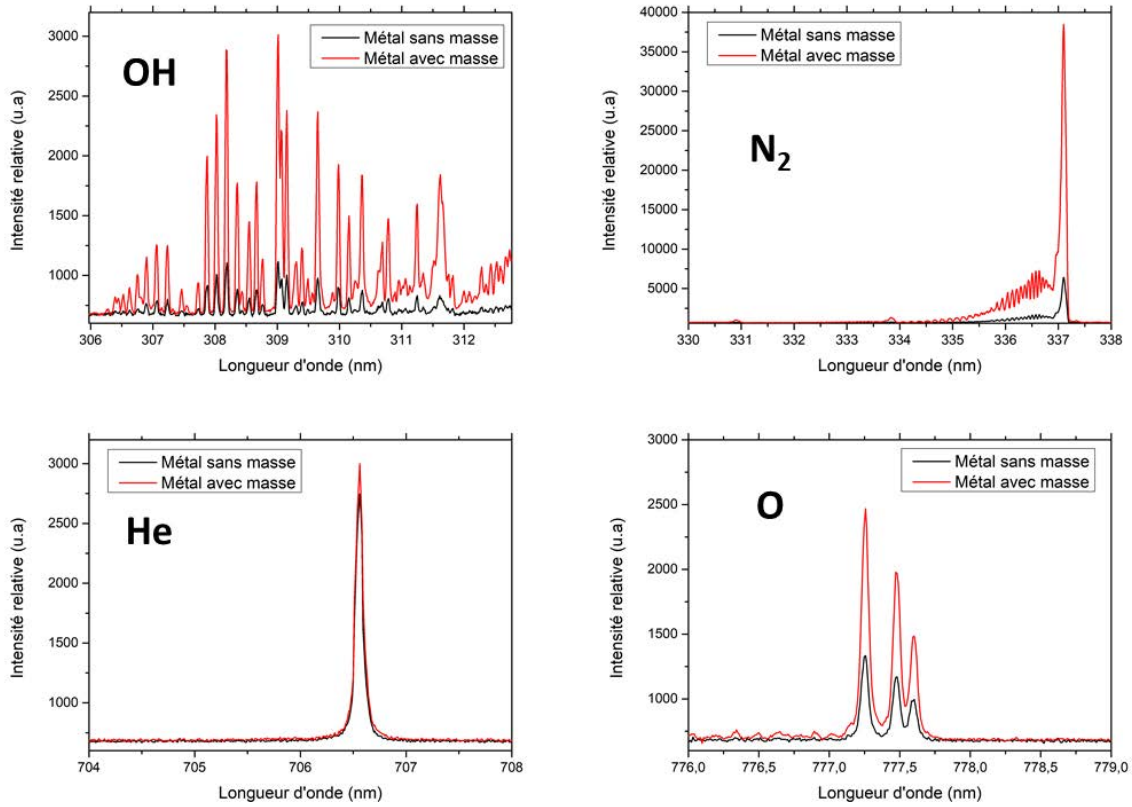 OH
Métal sans masse
Métal avec masse
Intensité relative (u.a)
3000
2500
2000
1500
1000
306 307 308 309 310 311 312
Longueur d'onde (nm)
N2
Métal sans masse
Métal avec masse
Intensité relative (u.a)
40000
35000
30000
25000
20000
15000
10000
5000
330 331 332 333 334 335 336 337 338
Longueur d'onde (nm)
He
Métal sans masse
Métal avec masse
Intensité relative (u.a)
3000
2500
2000
1500
1000
704 705 706 707 708
Longueur d'onde (nm)
O
Métal sans masse
Métal avec masse
Intensité relative (u.a)
3000
2500
2000
1500
1000
776,0 776,5 777,0 777,5 778,0 778,5 779,0
Longueur d'onde (nm)